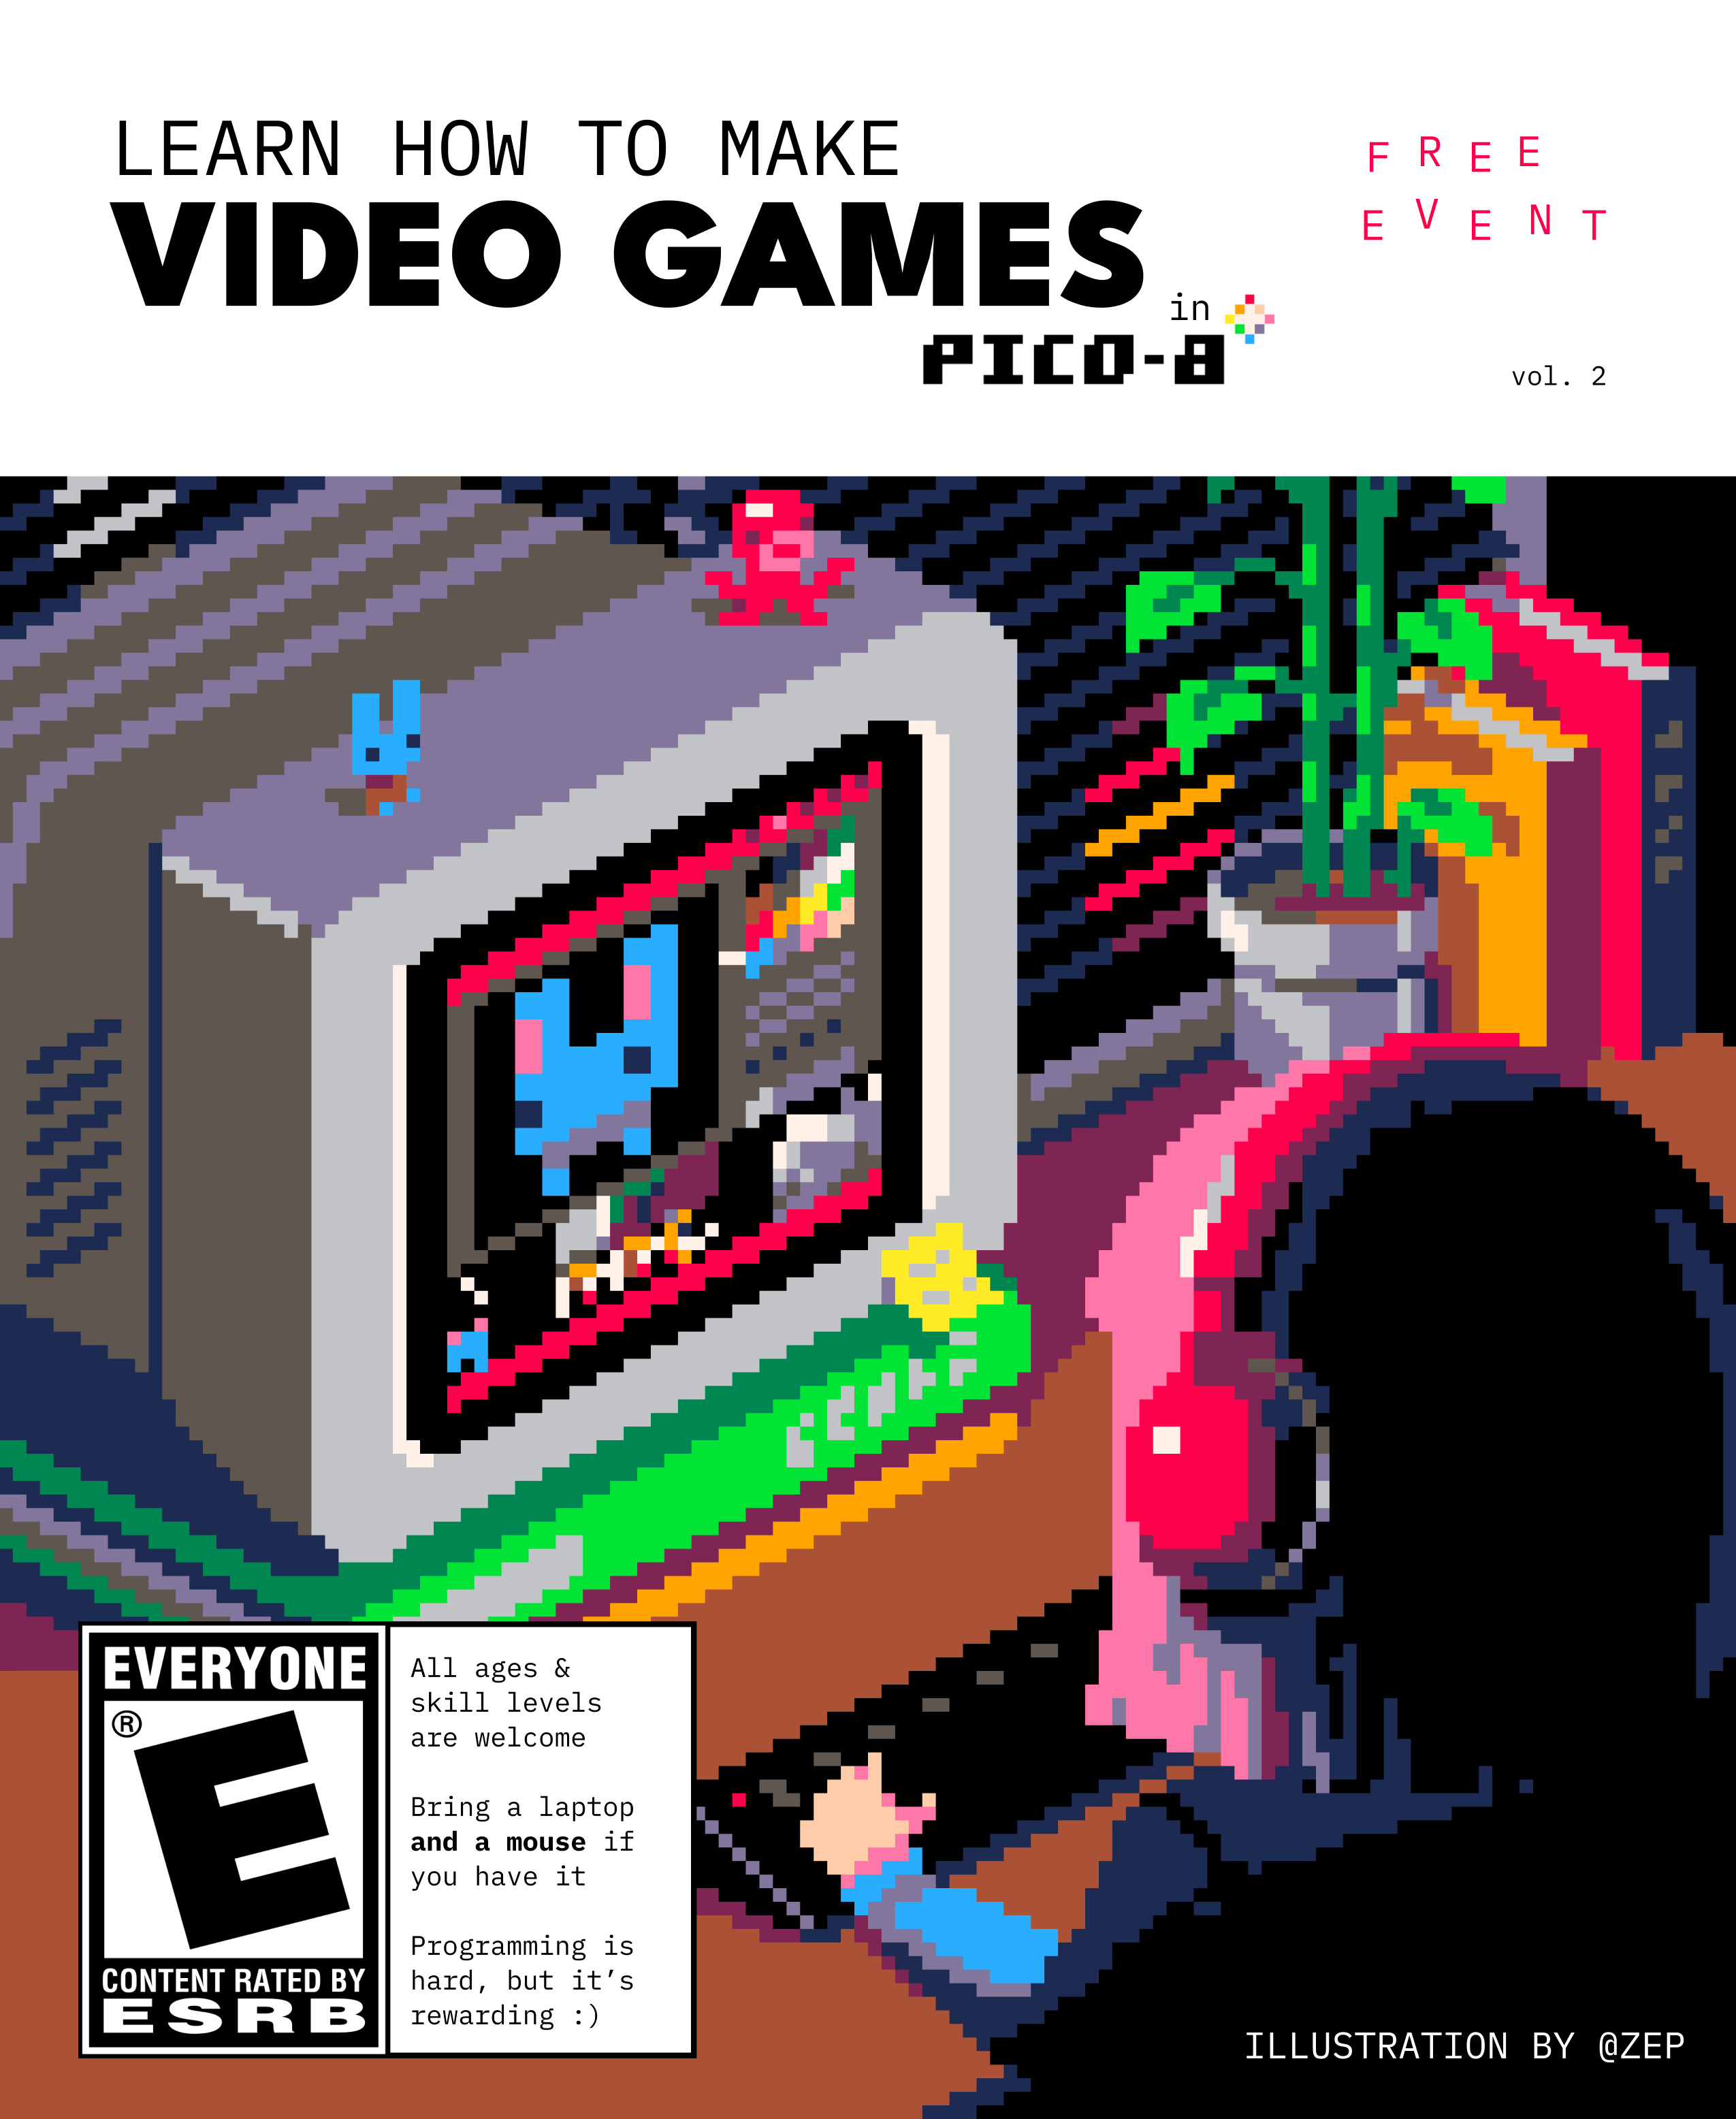 LEARN HOW TO MAKE
VIDEO GAMES
in
PICO-8
FREE
EVENT
vol. 2
EVERYONE
®
E
CONTENT RATED BY
ESRB
All ages &
skill levels
are welcome
Bring a laptop
and a mouse if
you have it
Programming is
hard, but it's
rewarding :)
ILLUSTRATION BY @ZEP